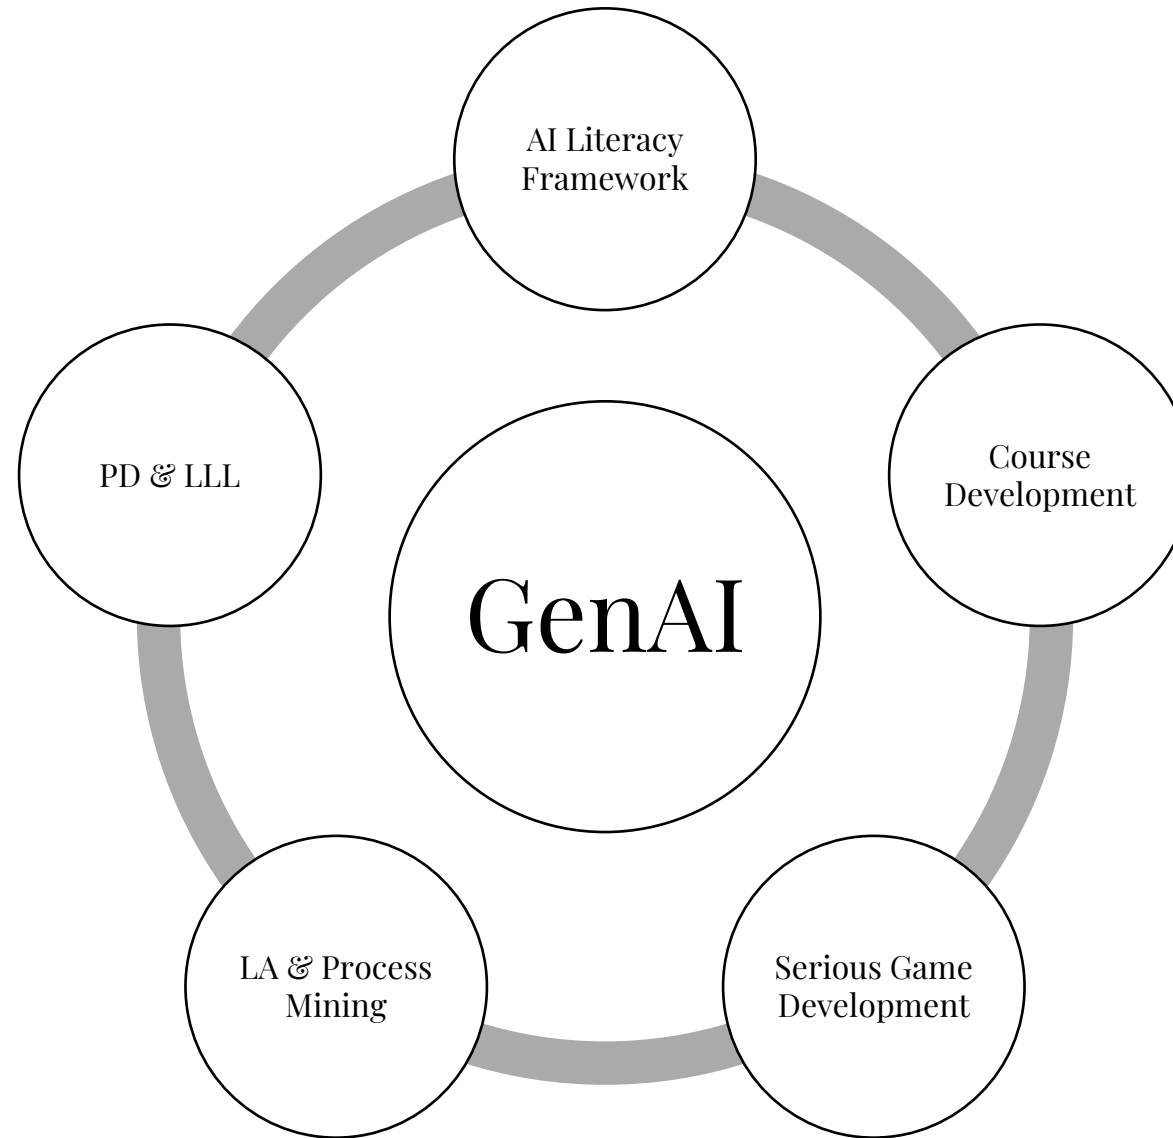 AI Literacy
Framework
PD & LLL
Course
Development
GenAI
LA & Process
Mining
Serious Game
Development